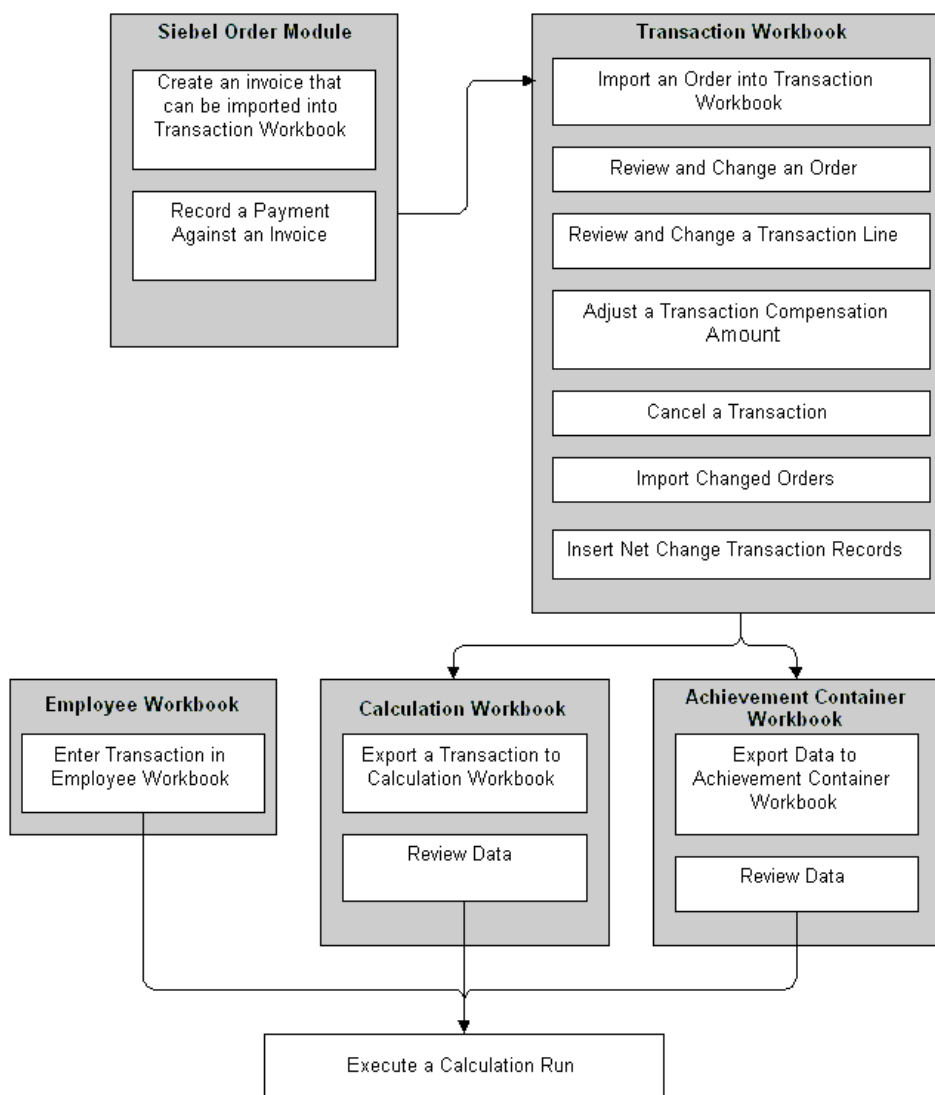 Siebel Order Module
Create an invoice that
can be imported into
Transaction Workbook
Record a Payment
Against an Invoice
Transaction Workbook
Import an Order into Transaction
Workbook
Review and Change an Order
Review and Change a Transaction Line
Adjust a Transaction Compensation
Amount
Cancel a Transaction
Import Changed Orders
Insert Net Change Transaction Records
Employee Workbook
Enter Transaction in
Employee Workbook
Calculation Workbook
Export a Transaction to
Calculation Workbook
Review Data
Achievement Container
Workbook
Export Data to
Achievement Container
Workbook
Review Data
Execute a Calculation Run